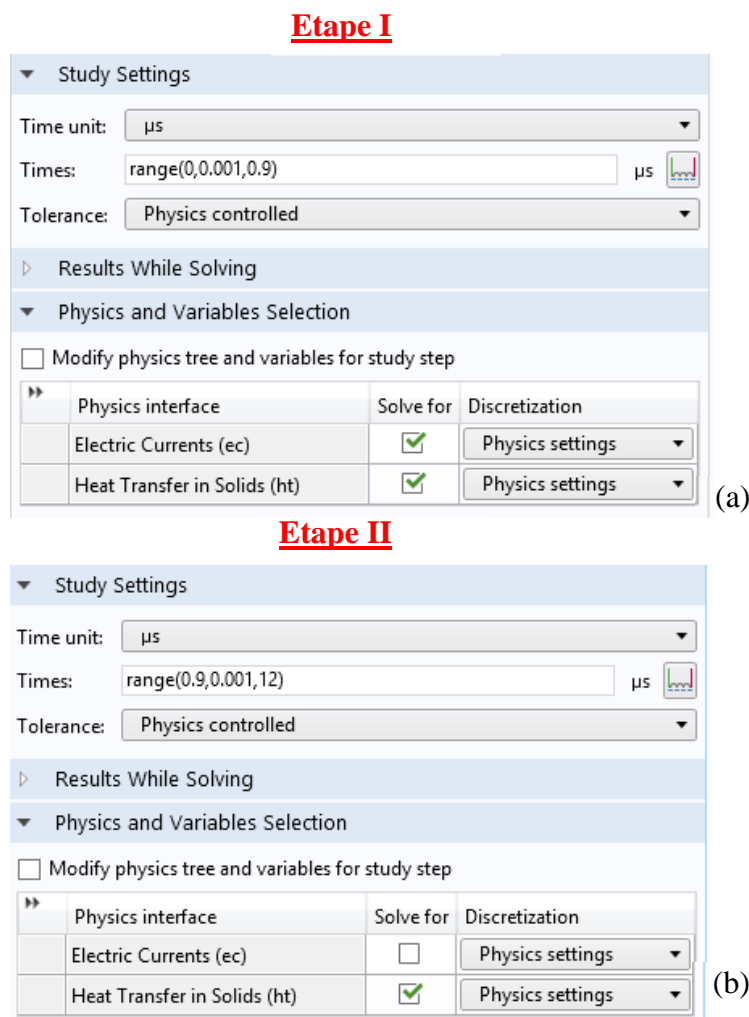 Etape I
Study Settings
Time unit: µs
Times: range(0,0.001,0.9) µs
Tolerance: Physics controlled
Results While Solving
Physics and Variables Selection
Modify physics tree and variables for study step
Physics interface Solve for Discretization
Electric Currents (ec) Physics settings
Heat Transfer in Solids (ht) Physics settings
(a)
Etape II
Study Settings
Time unit: µs
Times: range(0.9,0.001,12) µs
Tolerance: Physics controlled
Results While Solving
Physics and Variables Selection
Modify physics tree and variables for study step
Physics interface Solve for Discretization
Electric Currents (ec) Physics settings
Heat Transfer in Solids (ht) Physics settings
(b)